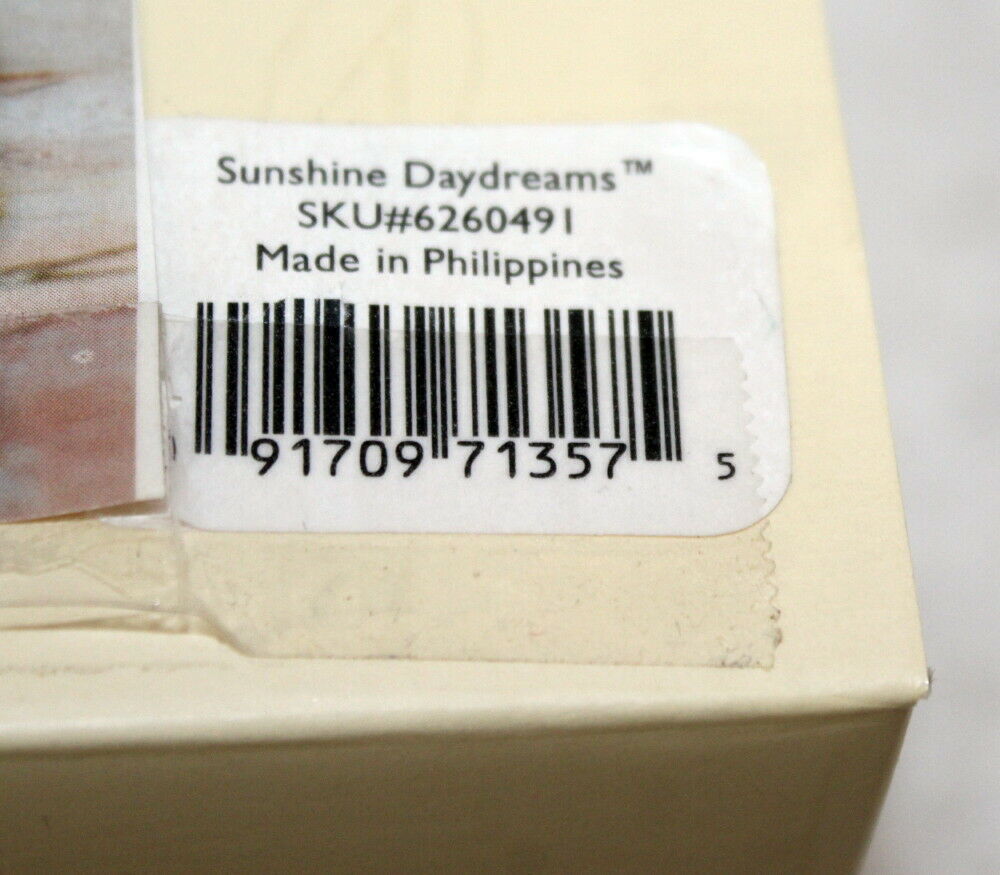 Sunshine Daydreams™
SKU#6260491
Made in Philippines
91709 71357 5